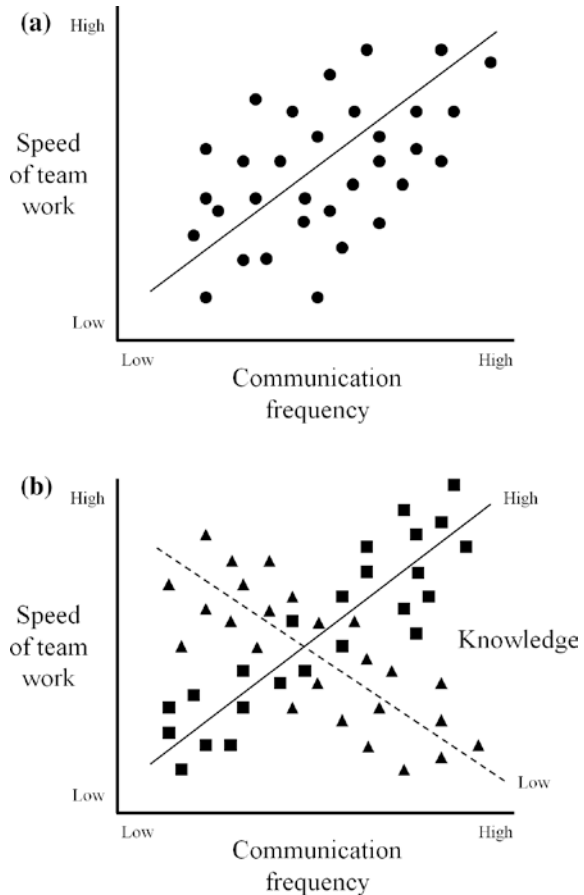 (a)
High
Speed
of team
work
Low
Low
High
Communication
frequency
(b)
High
High
Speed
of team
work
Knowledge
Low
Low
Low
High
Communication
frequency